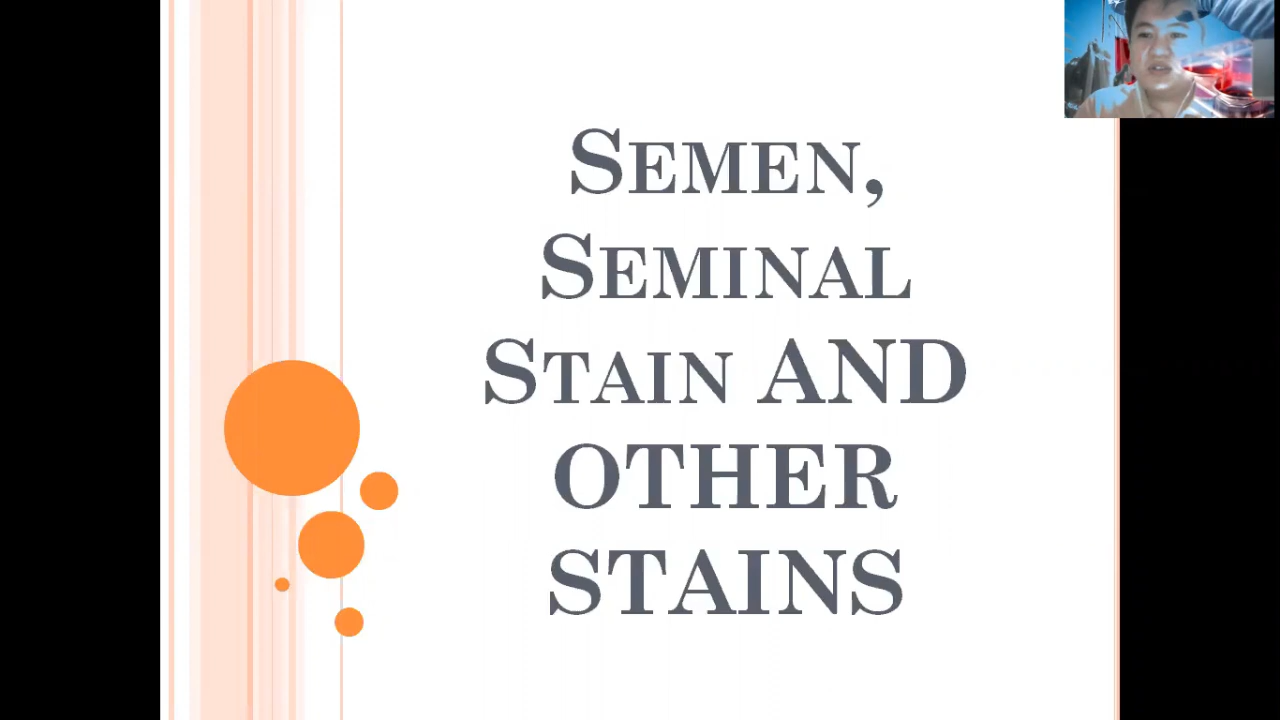 SEMEN,
SEMINAL
STAIN AND
OTHER
STAINS